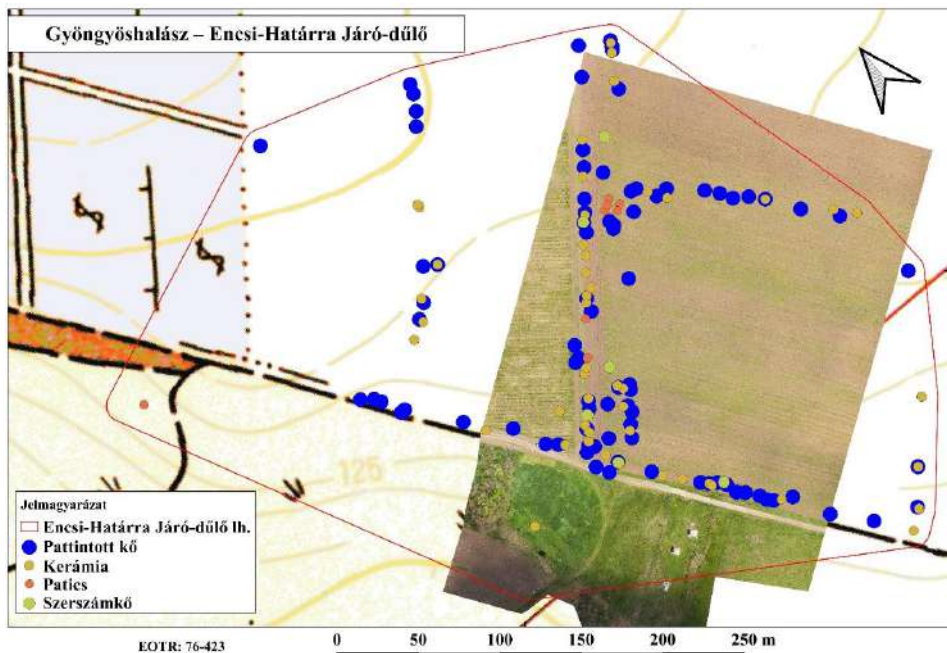 Gyöngyöshalász – Encsi-Határra Járó-dűlő
125
Jelmagyarázat
Encsi-Határra Járó-dűlő lh.
Pattintott kő
Kerámia
Patics
Szerszámkő
EOTR: 76-423
0 50 100 150 200 250 m